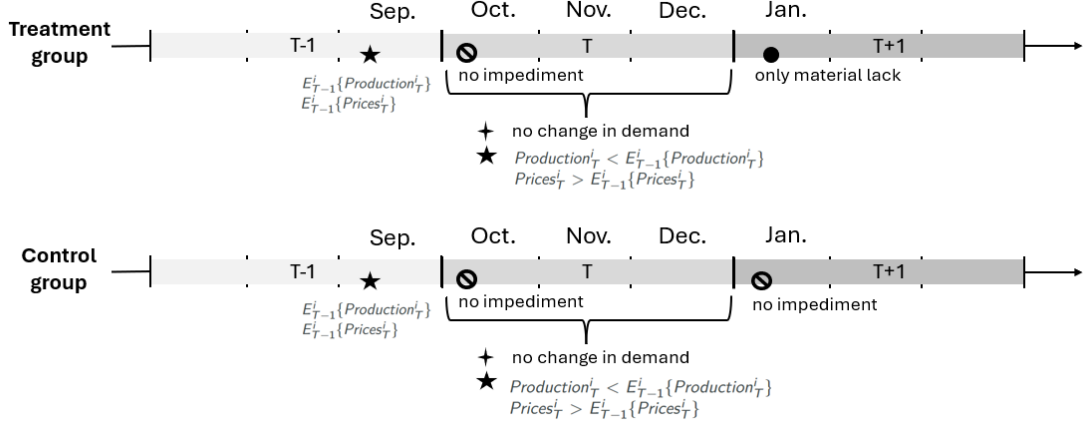 Sep. Oct. Nov. Dec. Jan.
Treatment group
T-1 T T+1
no impediment
only material lack
E^i_{T-1}{Production^i_T}
E^i_{T-1}{Prices^i_T}
no change in demand
Production^i_T < E^i_{T-1}{Production^i_T}
Prices^i_T > E^i_{T-1}{Prices^i_T}
Sep. Oct. Nov. Dec. Jan.
Control group
T-1 T T+1
no impediment
no impediment
E^i_{T-1}{Production^i_T}
E^i_{T-1}{Prices^i_T}
no change in demand
Production^i_T < E^i_{T-1}{Production^i_T}
Prices^i_T > E^i_{T-1}{Prices^i_T}